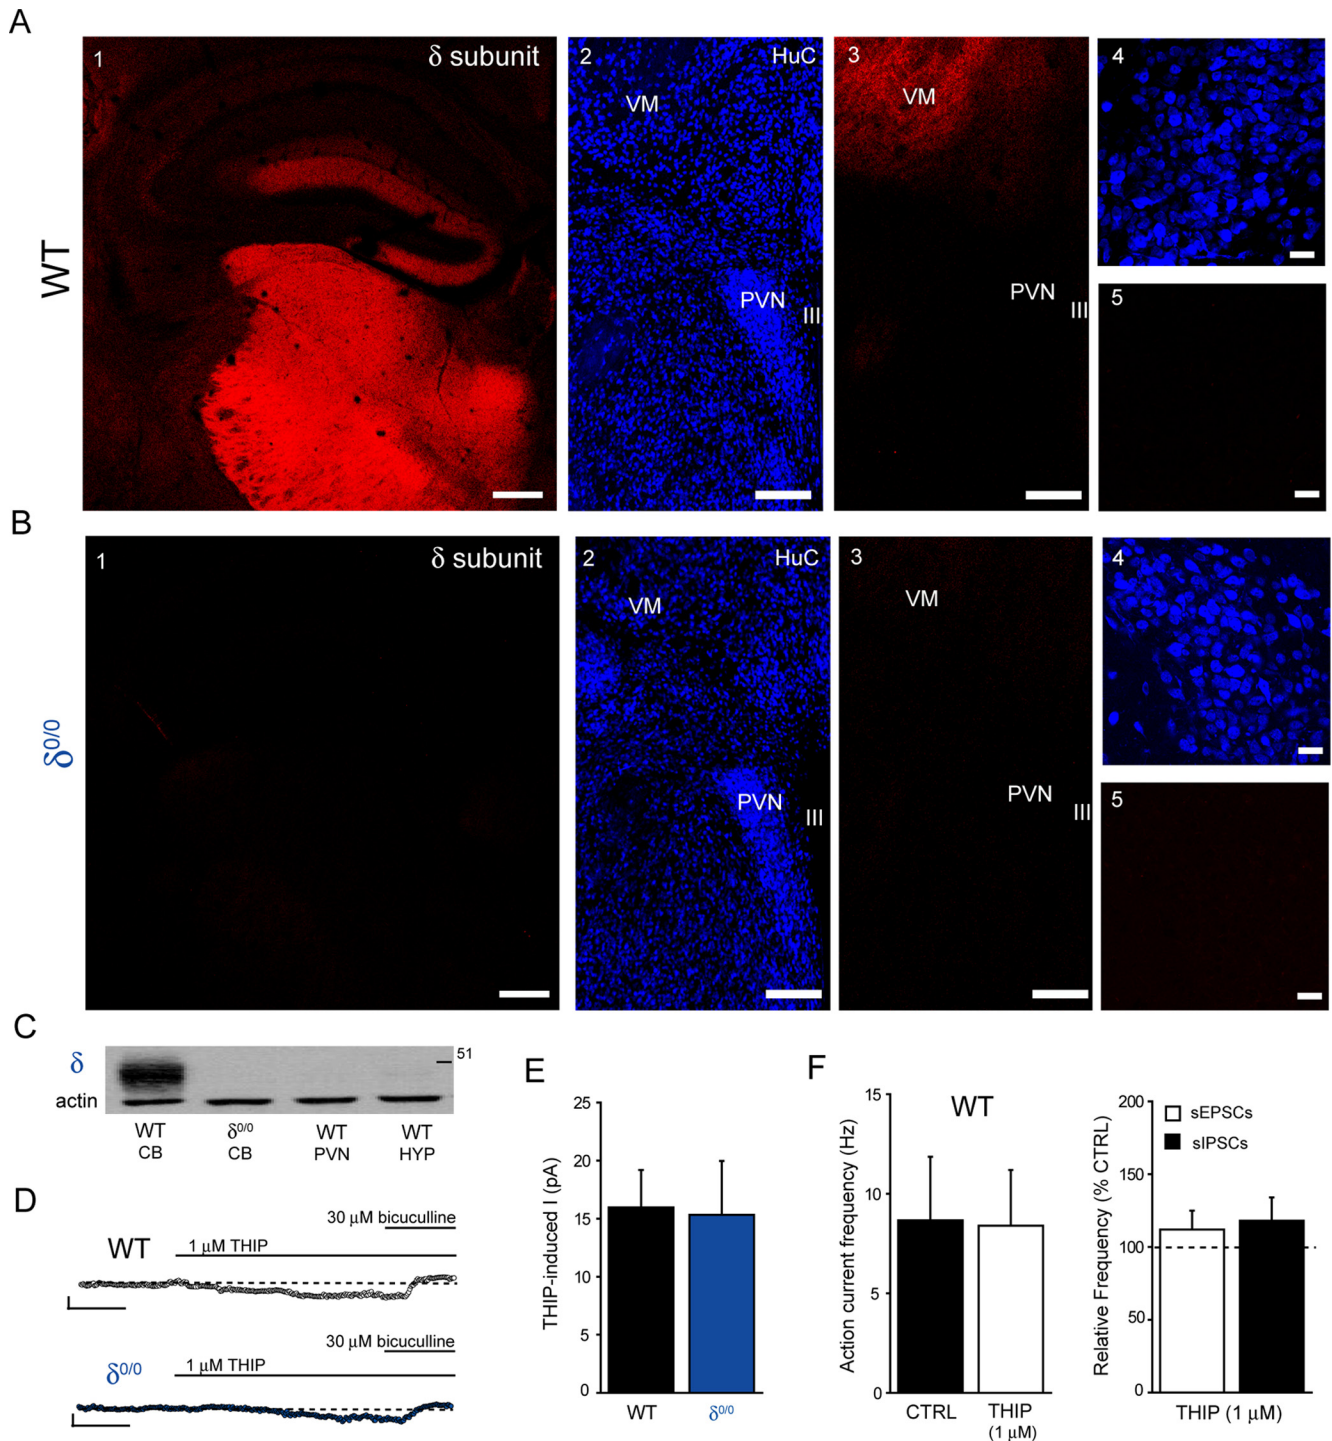 A
1
δ subunit
2
HuC
VM
PVN
III
3
VM
PVN
III
4
5
WT
B
1
δ subunit
2
HuC
VM
PVN
III
3
VM
PVN
III
4
5
δ0/0
C
δ
51
actin
WT
CB
δ0/0
CB
WT
PVN
WT
HYP
D
30 μM bicuculline
1 μM THIP
WT
30 μM bicuculline
1 μM THIP
δ0/0
E
THIP-induced I (pA)
25
20
15
10
5
0
WT
δ0/0
F
WT
Action current frequency (Hz)
15
10
5
0
CTRL
THIP
(1 μM)
Relative Frequency (% CTRL)
200
150
100
50
0
sEPSCs
sIPSCs
THIP (1 μM)